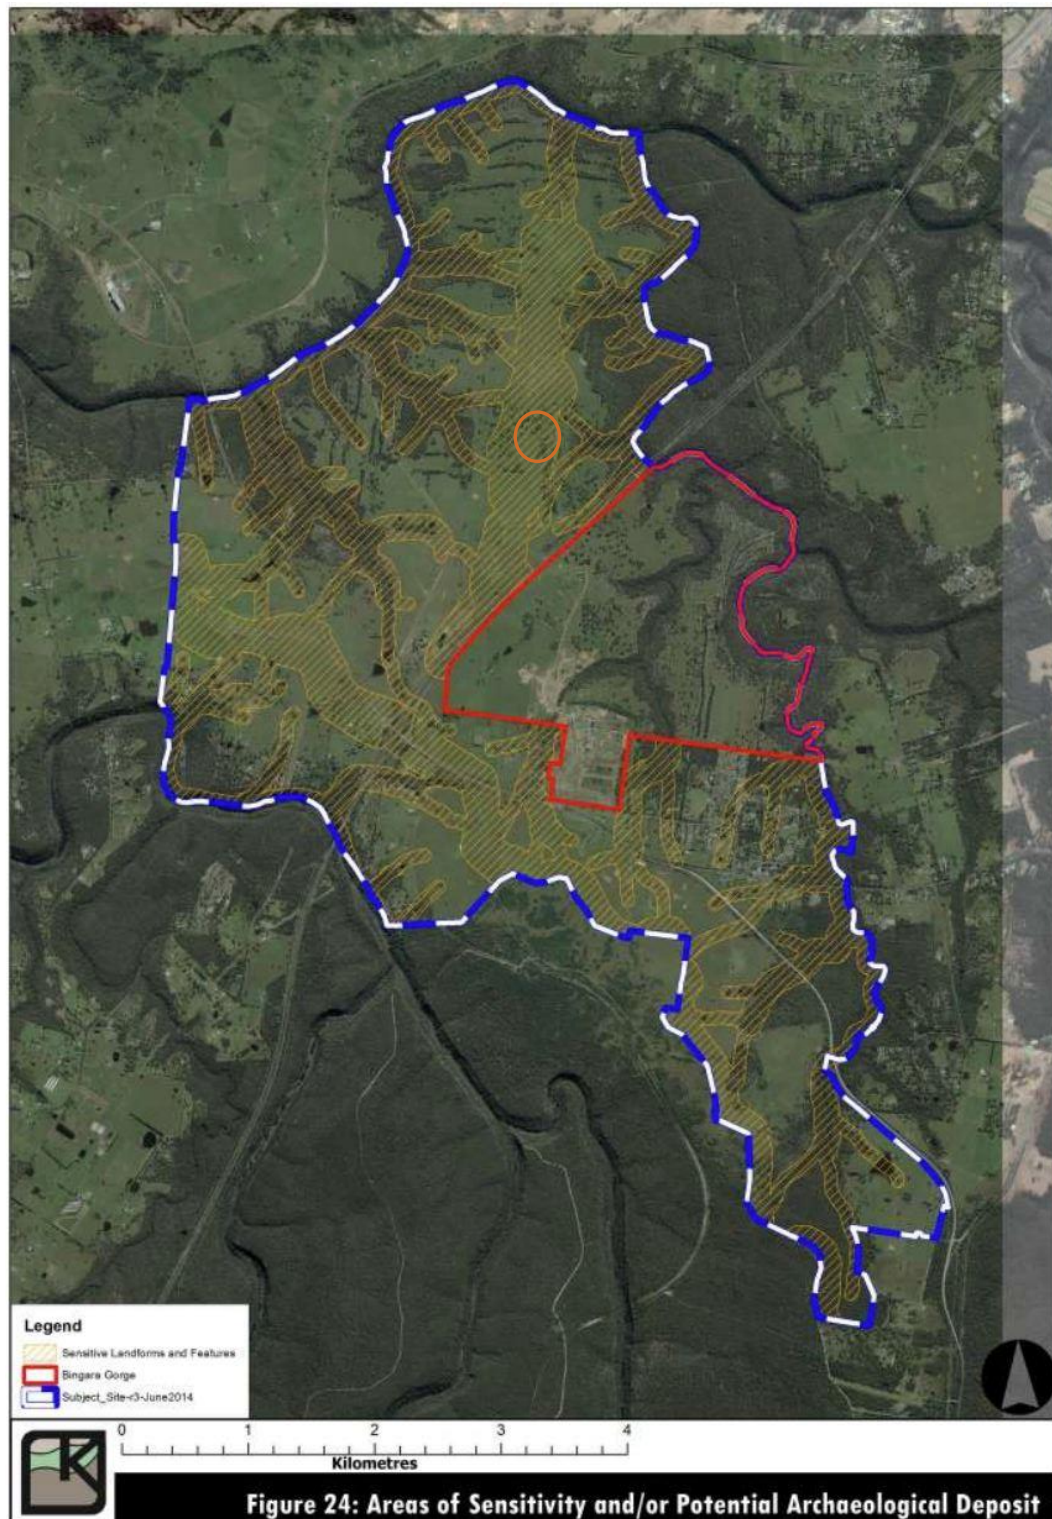 Legend
Sensitive Landforms and Features
Bingara Gorge
Subject_Site-r3-June2014
0 1 2 3 4
Kilometres
K
Figure 24: Areas of Sensitivity and/or Potential Archaeological Deposit